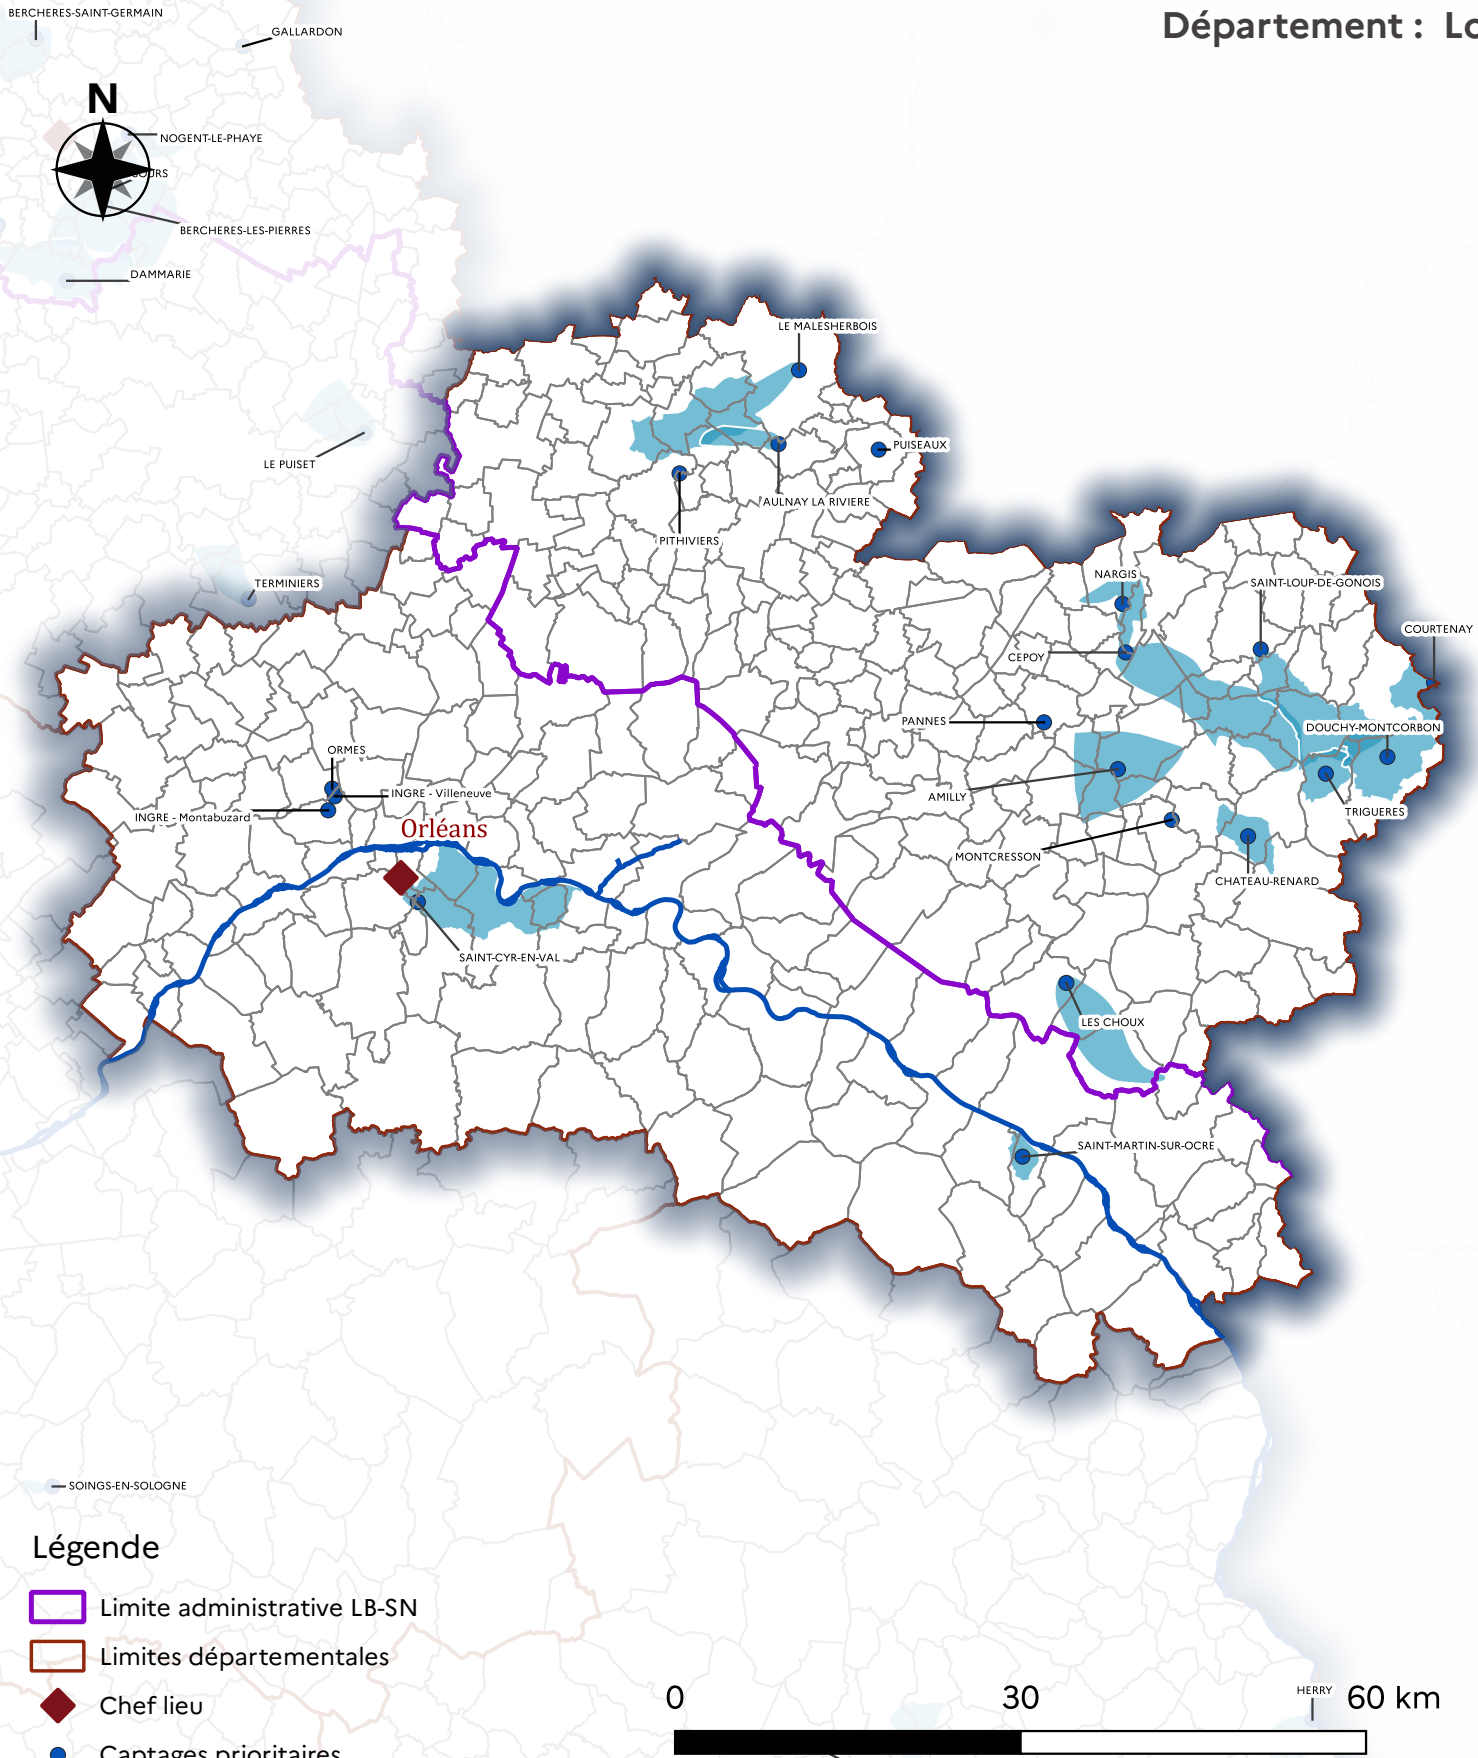 BERCHERES-SAINT-GERMAIN
GALLARDON
Département : Lo
N
NOGENT-LE-PHAYE
BERCHERES-LES-PIERRES
DAMMARIE
LE MALESHERBOIS
PUISEAUX
LE PUISET
AULNAY LA RIVIERE
PITHIVIERS
TERMINIERS
NARGIS
SAINT-LOUP-DE-GONOIS
COURTENAY
CEPOY
PANNES
DOUCHY-MONTCORBON
ORMES
INGRE - Villeneuve
AMILLY
INGRE - Montabuzard
TRIGUERES
Orléans
MONTCRESSON
CHATEAU-RENARD
SAINT-CYR-EN-VAL
LES CHOUX
SAINT-MARTIN-SUR-OCRE
SOINGS-EN-SOLOGNE
Légende
Limite administrative LB-SN
Limites départementales
Chef lieu
Captages prioritaires
HERRY
0 30 60 km